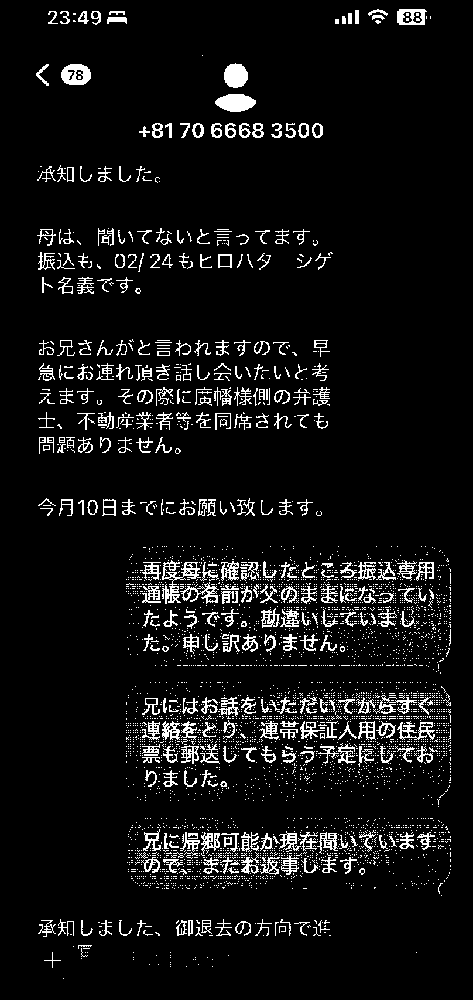 23:49
88
78
+81 70 6668 3500
承知しました。
母は、聞いてないと言ってます。
振込も、02/ 24もヒロハタ　シゲ
ト名義です。
お兄さんがと言われますので、早
急にお連れ頂き話し会いたいと考
えます。その際に廣幡様側の弁護
士、不動産業者等を同席されても
問題ありません。
今月10日までにお願い致します。
再度母に確認したところ振込専用
通帳の名前が父のままになってい
たようです。勘違いしていまし
た。申し訳ありません。
兄にはお話をいただいてからすぐ
連絡をとり、連帯保証人用の住民
票も郵送してもらう予定にしてお
りました。
兄に帰郷可能か現在聞いています
ので、またお返事します。
承知しました、御退去の方向で進
+